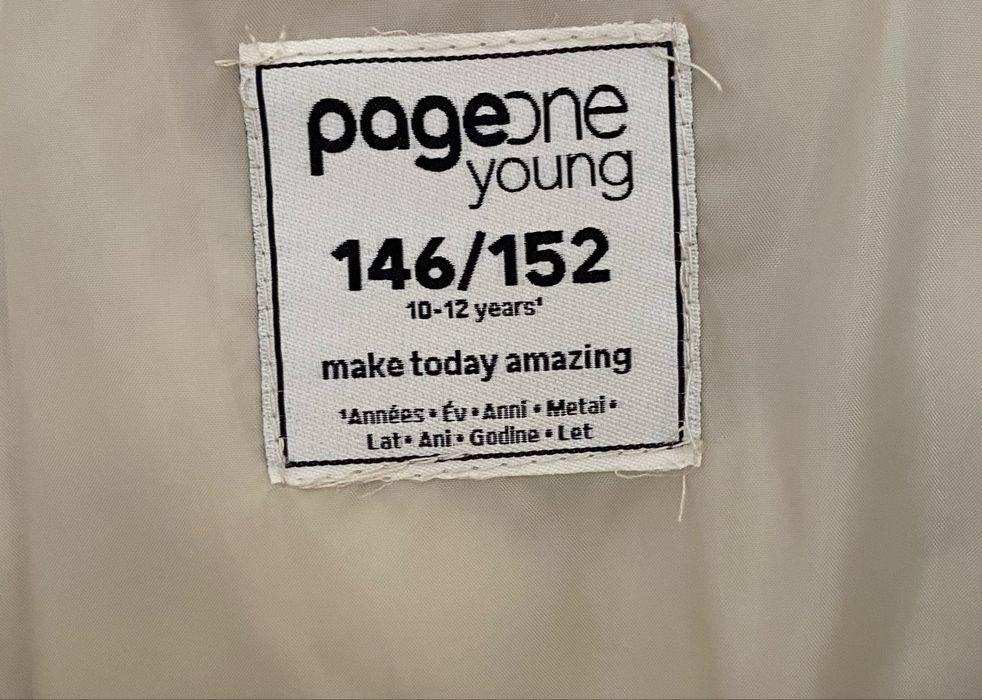 pageone
young
146/152
10-12 years¹
make today amazing
¹Années • Év • Anni • Metai •
Lat • Ani • Godine • Let